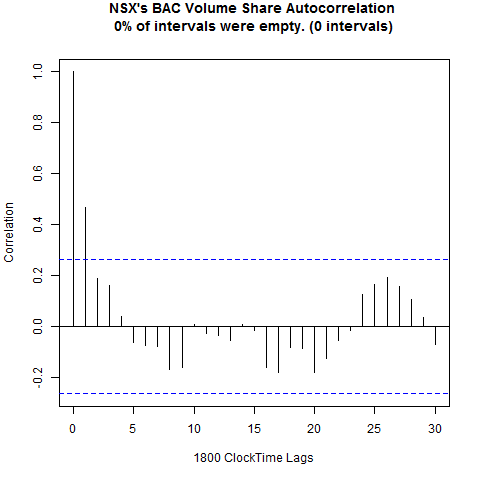 NSX's BAC Volume Share Autocorrelation
0% of intervals were empty. (0 intervals)
Correlation
1.0
0.8
0.6
0.4
0.2
0.0
-0.2
0 5 10 15 20 25 30
1800 ClockTime Lags